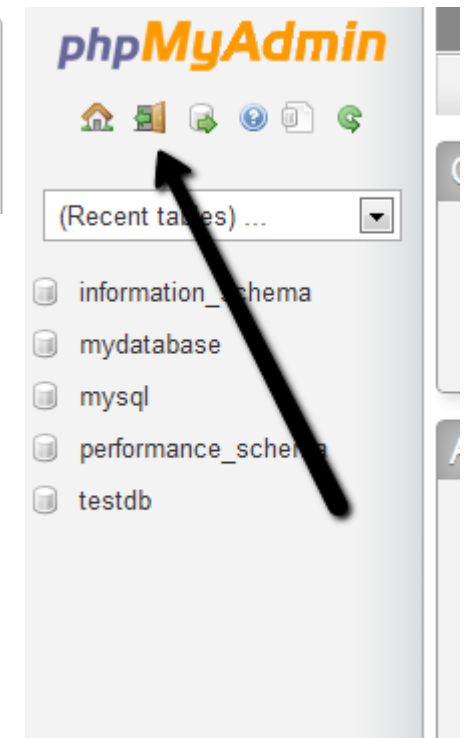 phpMyAdmin
(Recent tables) ...
information_schema
mydatabase
mysql
performance_schema
testdb